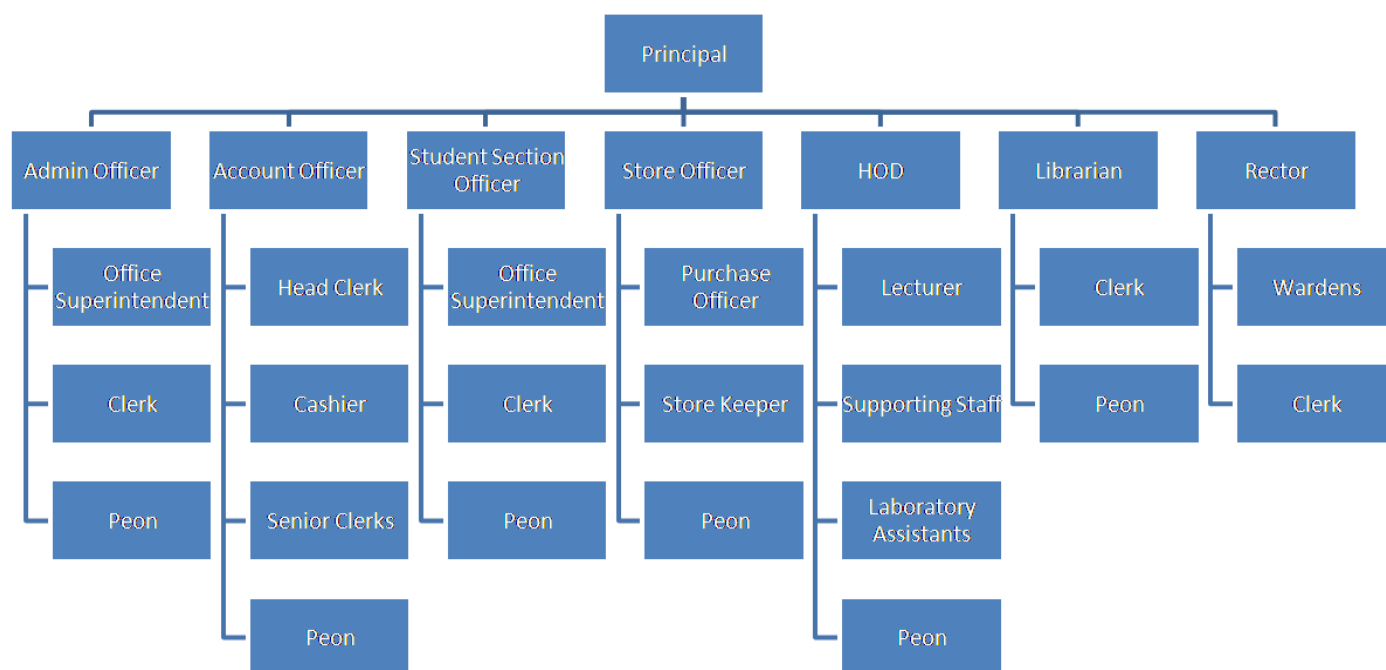 Principal
Admin Officer
Account Officer
Student Section
Officer
Store Officer
HOD
Librarian
Rector
Office
Superintendent
Head Clerk
Office
Superintendent
Purchase
Officer
Lecturer
Clerk
Wardens
Clerk
Cashier
Clerk
Store Keeper
Supporting Staff
Peon
Clerk
Peon
Senior Clerks
Peon
Peon
Laboratory
Assistants
Peon
Peon